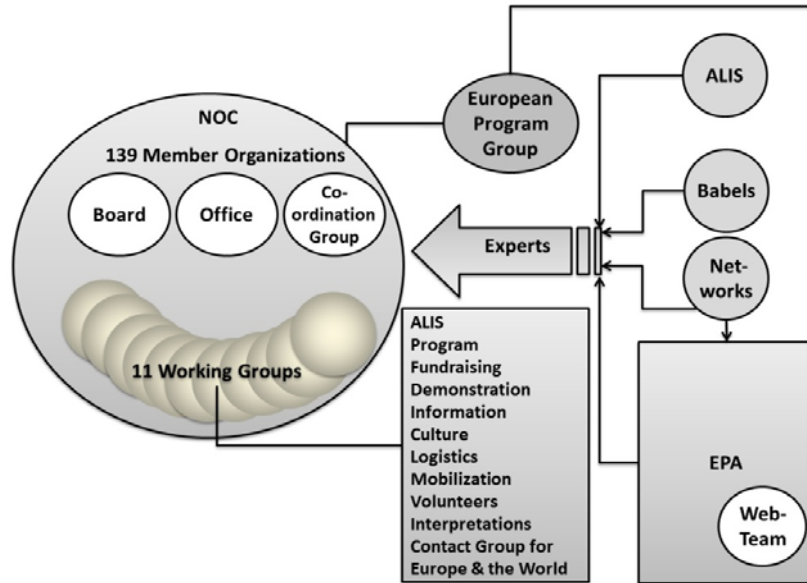 NOC
139 Member Organizations
Board
Office
Co-
ordination
Group
11 Working Groups
European
Program
Group
ALIS
Babels
Net-
works
Experts
ALIS
Program
Fundraising
Demonstration
Information
Culture
Logistics
Mobilization
Volunteers
Interpretations
Contact Group for
Europe & the World
EPA
Web-
Team